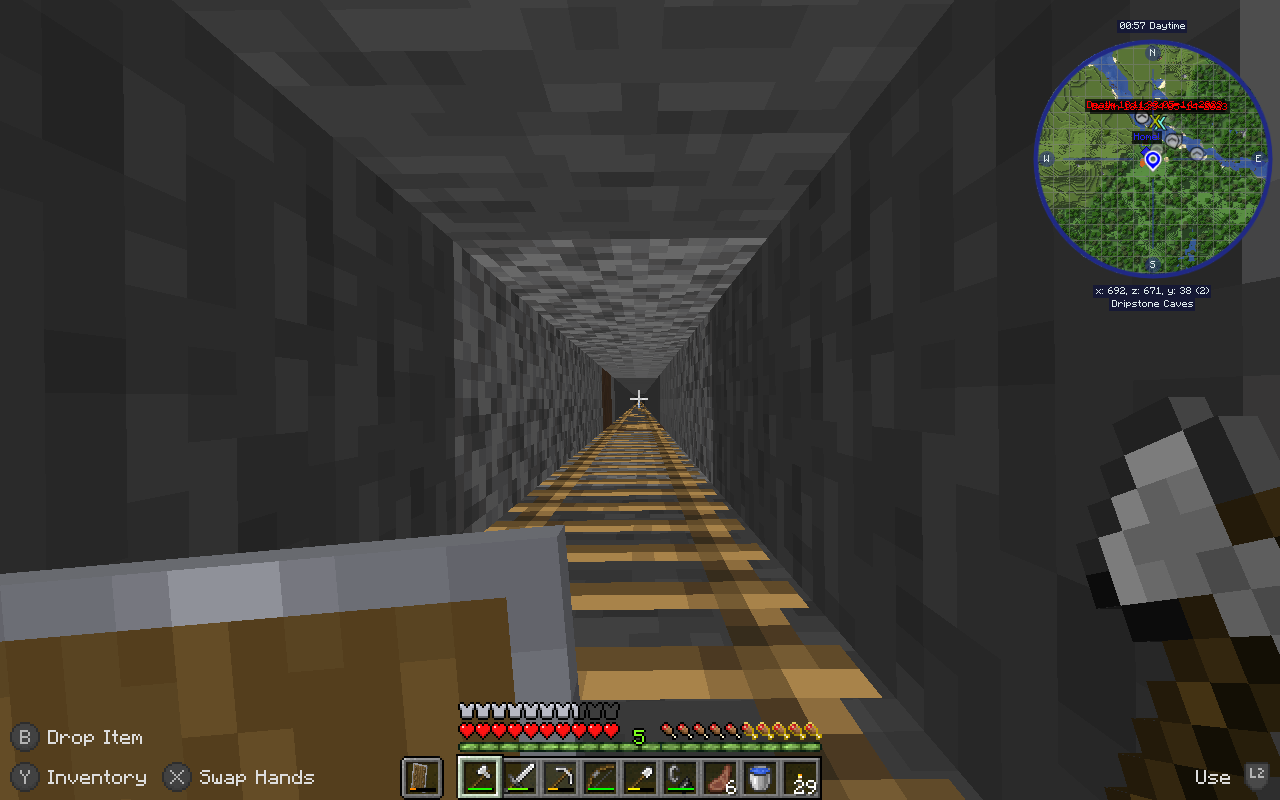 00:57 Daytime
N
W
E
Home
S
x: 692, z: 671, y: 38 (2)
Dripstone Caves
5
B Drop Item
Y Inventory X Swap Hands
6
29
Use L2